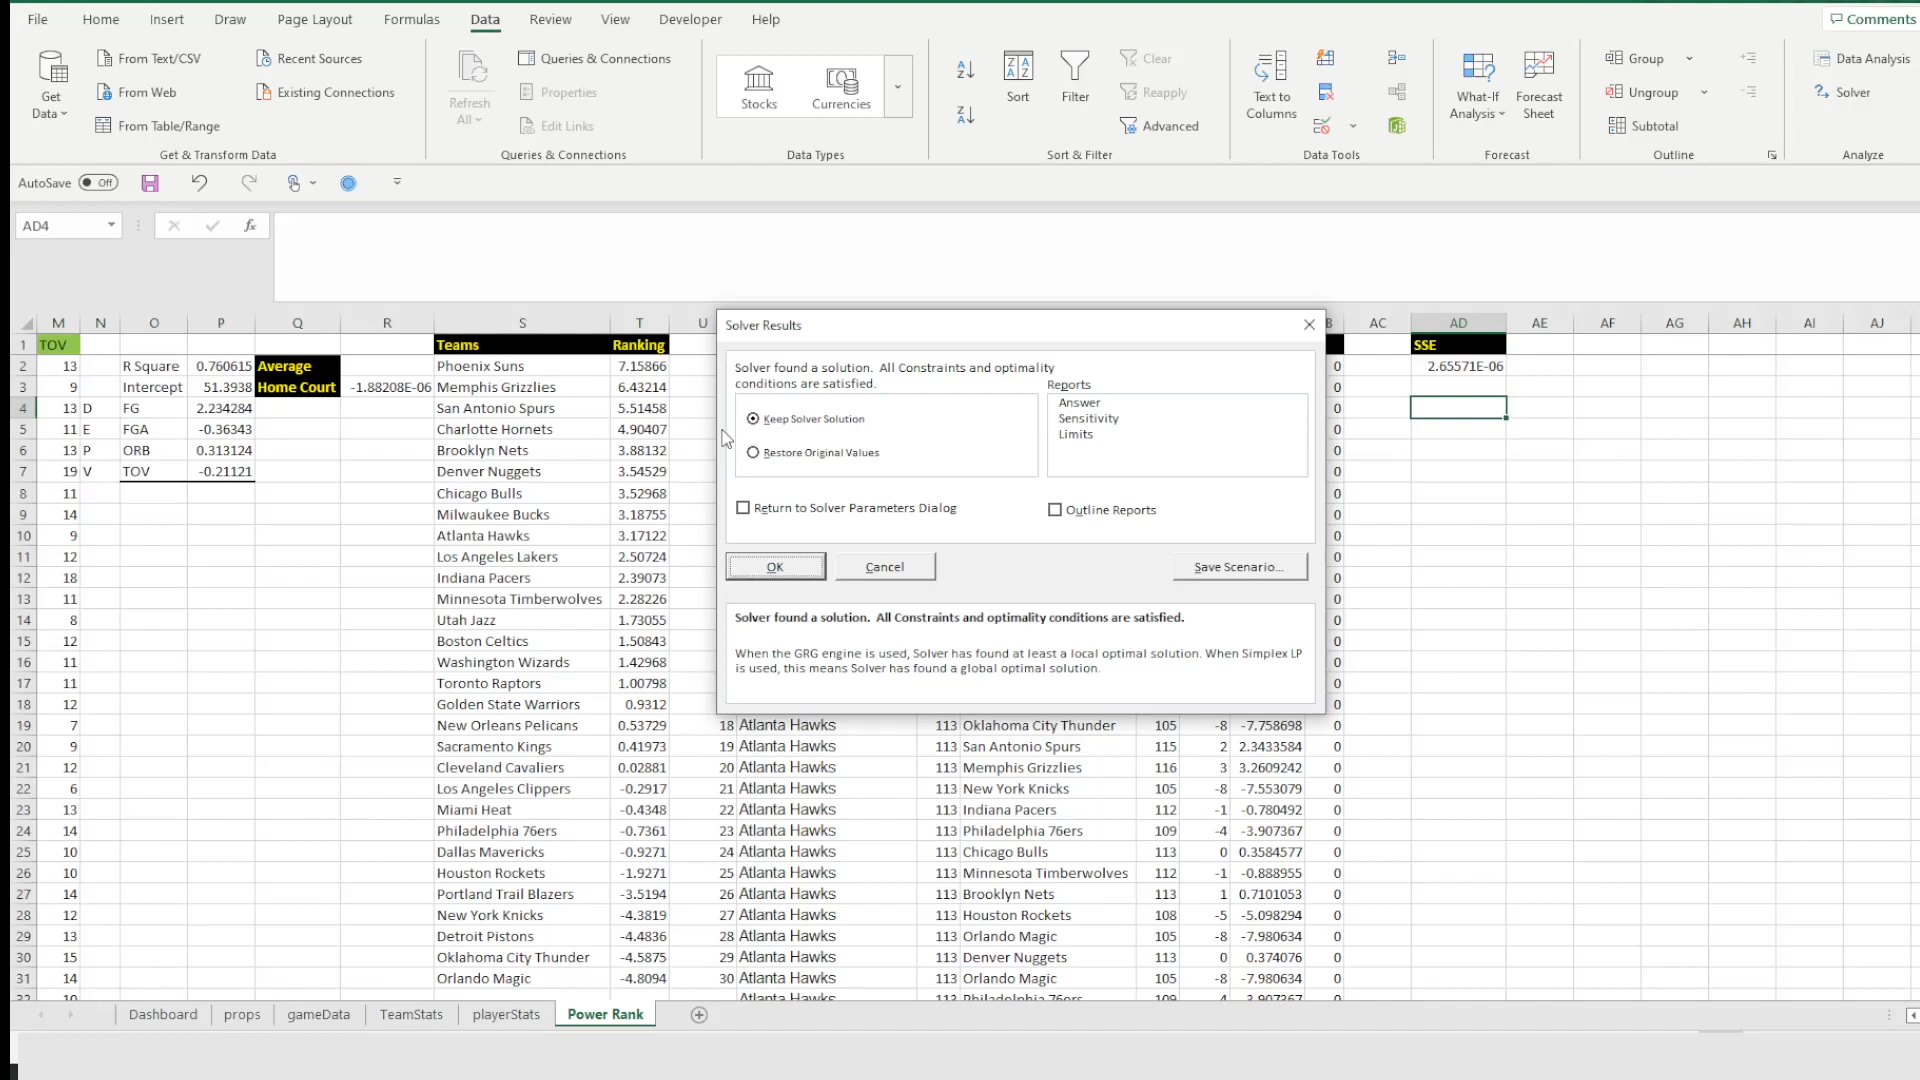 File Home Insert Draw Page Layout Formulas Data Review View Developer Help Comments
Get Data
From Text/CSV
From Web
From Table/Range
Recent Sources
Existing Connections
Get & Transform Data
Refresh All
Queries & Connections
Properties
Edit Links
Queries & Connections
Stocks
Currencies
Data Types
Sort
Filter
Clear
Reapply
Advanced
Sort & Filter
Text to Columns
Data Tools
What-If Analysis
Forecast Sheet
Forecast
Group
Ungroup
Subtotal
Outline
Data Analysis
Solver
Analyze
AutoSave Off
AD4 fx
M N O P Q R S T U B AC AD AE AF AG AH AI AJ
1 TOV Teams Ranking SSE
2 13 R Square 0.760615 Average Phoenix Suns 7.15866 0 2.65571E-06
3 9 Intercept 51.3938 Home Court -1.88208E-06 Memphis Grizzlies 6.43214 0
4 13 D FG 2.234284 San Antonio Spurs 5.51458 0
5 11 E FGA -0.36343 Charlotte Hornets 4.90407 0
6 13 P ORB 0.313124 Brooklyn Nets 3.88132 0
7 19 V TOV -0.21121 Denver Nuggets 3.54529 0
8 11 Chicago Bulls 3.52968 0
9 14 Milwaukee Bucks 3.18755 0
10 9 Atlanta Hawks 3.17122 0
11 12 Los Angeles Lakers 2.50724 0
12 18 Indiana Pacers 2.39073 0
13 11 Minnesota Timberwolves 2.28226 0
14 8 Utah Jazz 1.73055 0
15 12 Boston Celtics 1.50843 0
16 11 Washington Wizards 1.42968 0
17 11 Toronto Raptors 1.00798 0
18 12 Golden State Warriors 0.9312 0
19 7 New Orleans Pelicans 0.53729 18 Atlanta Hawks 113 Oklahoma City Thunder 105 -8 -7.758698 0
20 9 Sacramento Kings 0.41973 19 Atlanta Hawks 113 San Antonio Spurs 115 2 2.3433584 0
21 12 Cleveland Cavaliers 0.02881 20 Atlanta Hawks 113 Memphis Grizzlies 116 3 3.2609242 0
22 6 Los Angeles Clippers -0.2917 21 Atlanta Hawks 113 New York Knicks 105 -8 -7.553079 0
23 13 Miami Heat -0.4348 22 Atlanta Hawks 113 Indiana Pacers 112 -1 -0.780492 0
24 14 Philadelphia 76ers -0.7361 23 Atlanta Hawks 113 Philadelphia 76ers 109 -4 -3.907367 0
25 10 Dallas Mavericks -0.9271 24 Atlanta Hawks 113 Chicago Bulls 113 0 0.3584577 0
26 10 Houston Rockets -1.9271 25 Atlanta Hawks 113 Minnesota Timberwolves 112 -1 -0.888955 0
27 14 Portland Trail Blazers -3.5194 26 Atlanta Hawks 113 Brooklyn Nets 113 1 0.7101053 0
28 12 New York Knicks -4.3819 27 Atlanta Hawks 113 Houston Rockets 108 -5 -5.098294 0
29 13 Detroit Pistons -4.4836 28 Atlanta Hawks 113 Orlando Magic 105 -8 -7.980634 0
30 15 Oklahoma City Thunder -4.5875 29 Atlanta Hawks 113 Denver Nuggets 113 0 0.374076 0
31 14 Orlando Magic -4.8094 30 Atlanta Hawks 113 Orlando Magic 105 -8 -7.980634 0
32 10 Atlanta Hawks 113 Philadelphia 76ers 109 -4 -3.907367 0
Solver Results
Solver found a solution. All Constraints and optimality
conditions are satisfied.
Reports
Answer
Sensitivity
Limits
Keep Solver Solution
Restore Original Values
Return to Solver Parameters Dialog
Outline Reports
OK Cancel Save Scenario...
Solver found a solution. All Constraints and optimality conditions are satisfied.
When the GRG engine is used, Solver has found at least a local optimal solution. When Simplex LP
is used, this means Solver has found a global optimal solution.
Dashboard props gameData TeamStats playerStats Power Rank